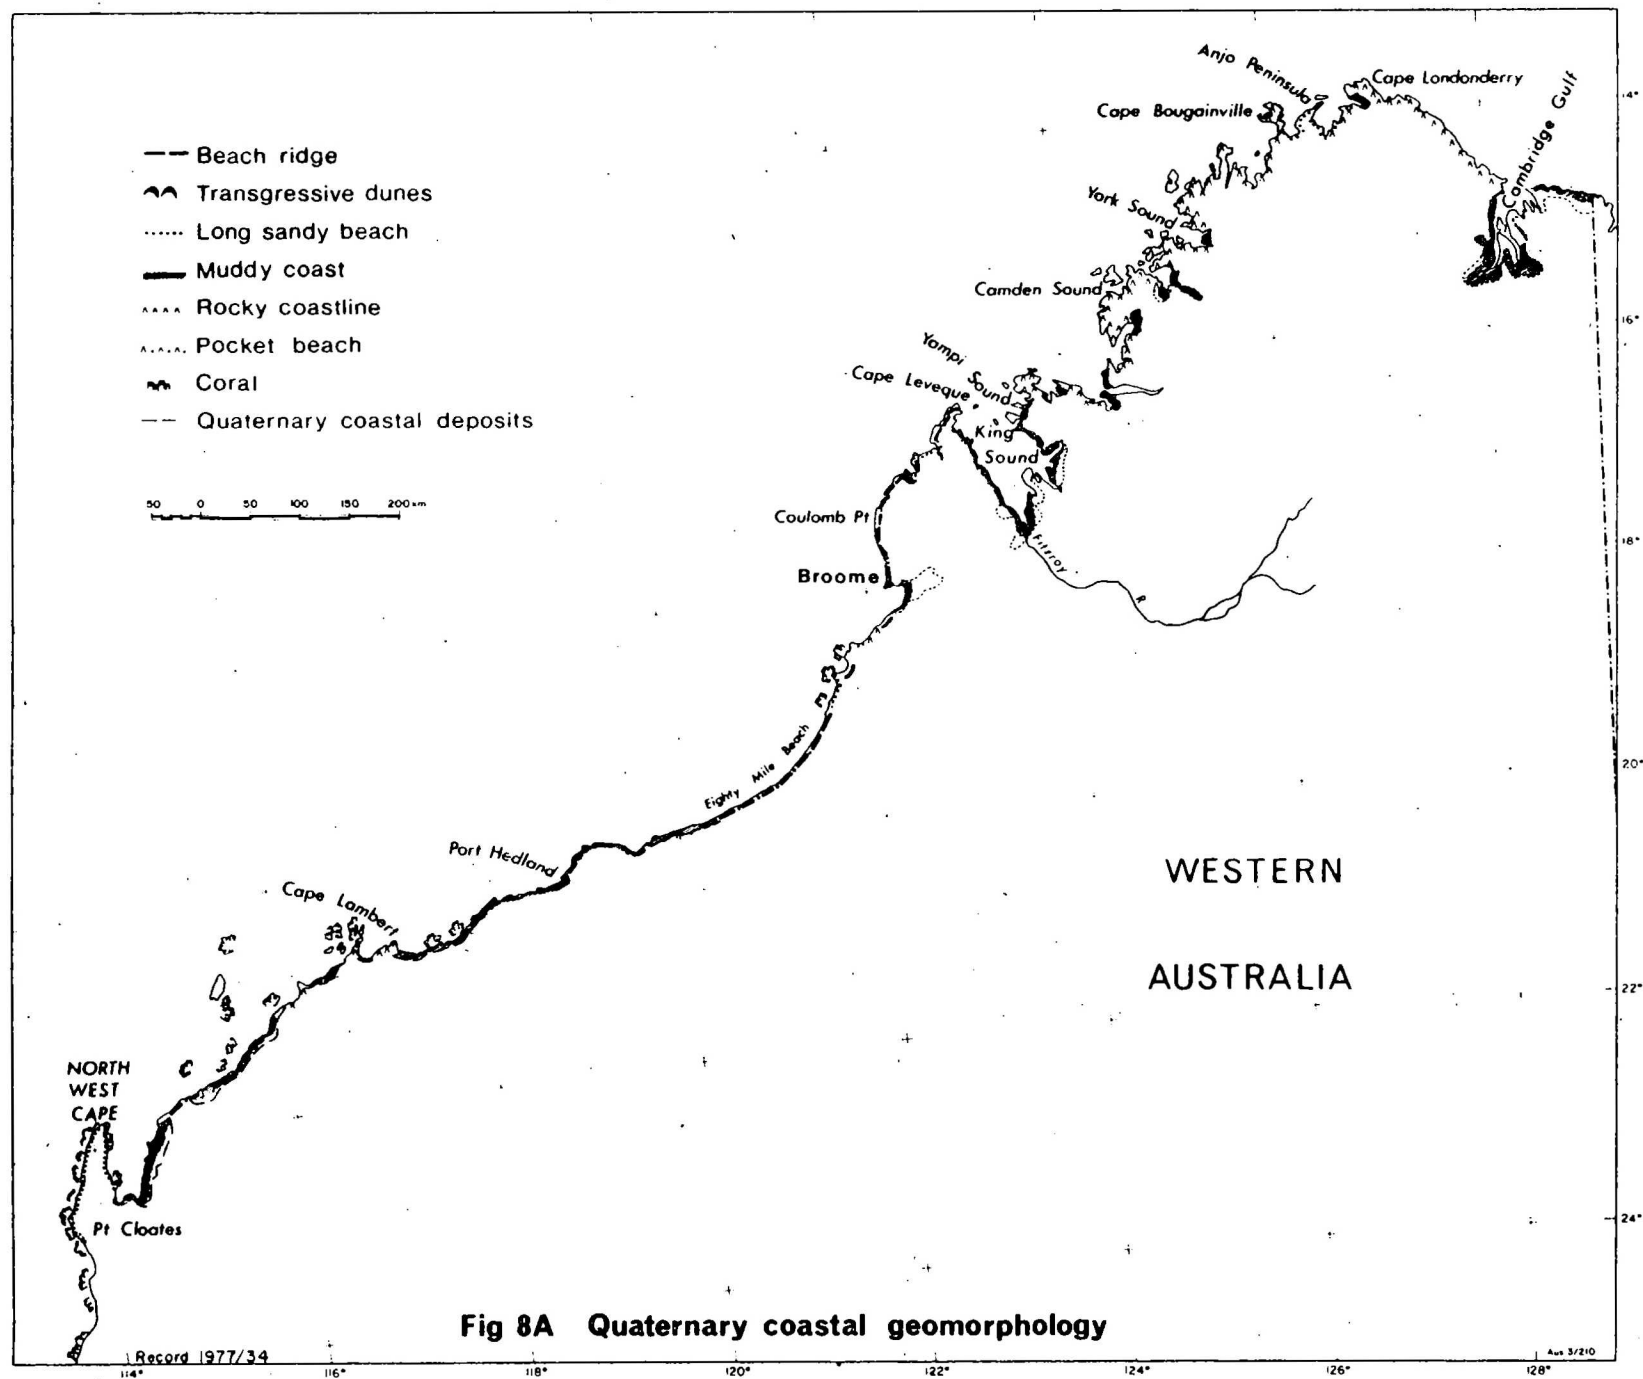 Anjo Peninsula
Cape Londonderry
Cape Bougainville
Cambridge Gulf
14°
Beach ridge
Transgressive dunes
Long sandy beach
Muddy coast
Rocky coastline
Pocket beach
Coral
Quaternary coastal deposits
York Sound
Camden Sound
16°
Yampi Sound
Cape Leveque
King
Sound
50 0 50 100 150 200 km
Coulomb Pt
18°
Fitzroy R
Broome
20°
Eighty Mile Beach
Port Hedland
Cape Lambert
WESTERN
AUSTRALIA
22°
NORTH
WEST
CAPE
24°
Pt Cloates
Fig 8A Quaternary coastal geomorphology
Record 1977/34
Aus 3/210
114° 116° 118° 120° 122° 124° 126° 128°